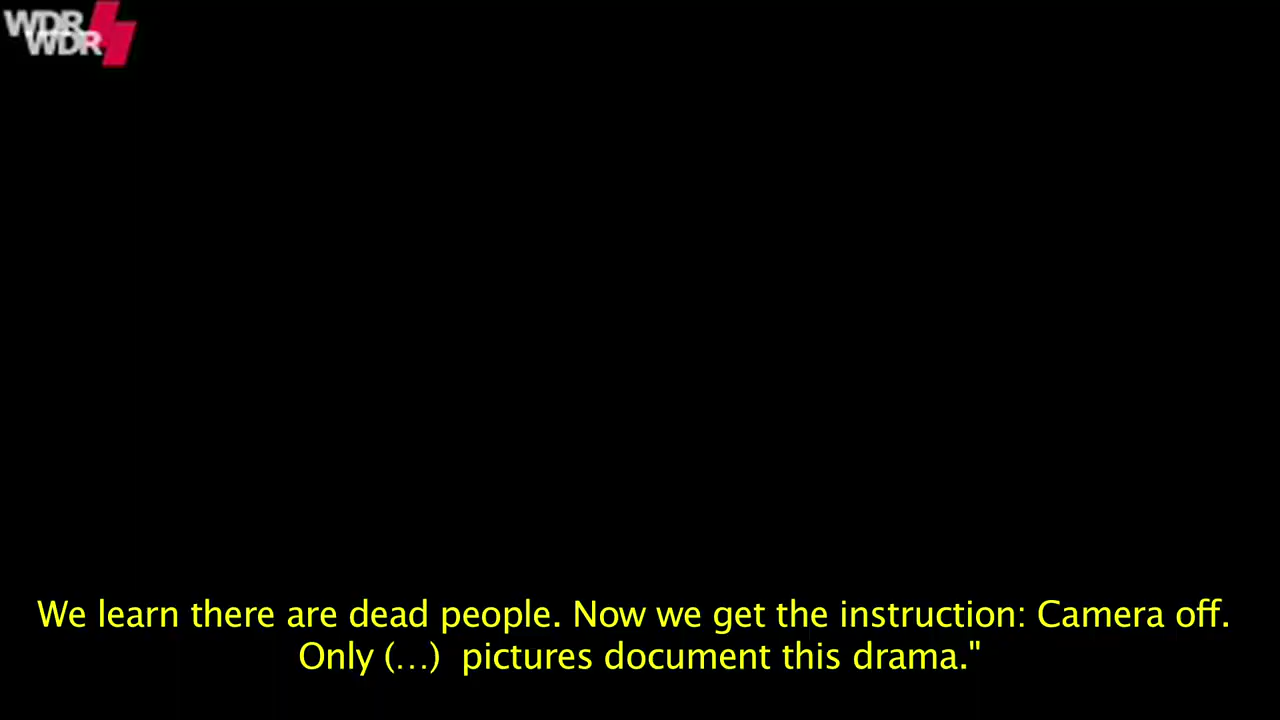 WDR
WDR
We learn there are dead people. Now we get the instruction: Camera off.
Only (...)  pictures document this drama."